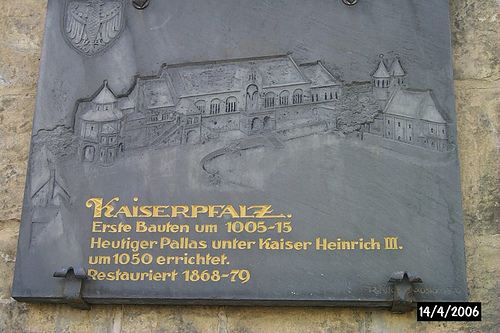 KAISERPFALZ.
Erste Bauten um 1005-15
Heutiger Pallas unter Kaiser Heinrich III.
um 1050 errichtet.
Restauriert 1868-79
14/4/2006